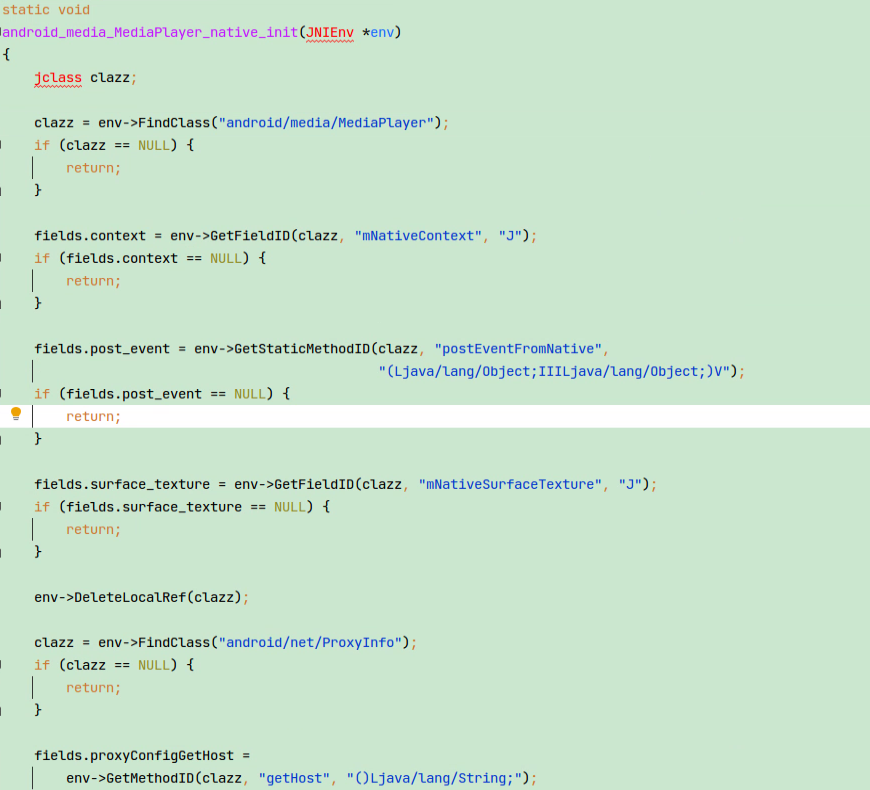 static void
android_media_MediaPlayer_native_init(JNIEnv *env)
{
    jclass clazz;

    clazz = env->FindClass("android/media/MediaPlayer");
    if (clazz == NULL) {
        return;
    }

    fields.context = env->GetFieldID(clazz, "mNativeContext", "J");
    if (fields.context == NULL) {
        return;
    }

    fields.post_event = env->GetStaticMethodID(clazz, "postEventFromNative",
                                               "(Ljava/lang/Object;IIILjava/lang/Object;)V");
    if (fields.post_event == NULL) {
        return;
    }

    fields.surface_texture = env->GetFieldID(clazz, "mNativeSurfaceTexture", "J");
    if (fields.surface_texture == NULL) {
        return;
    }

    env->DeleteLocalRef(clazz);

    clazz = env->FindClass("android/net/ProxyInfo");
    if (clazz == NULL) {
        return;
    }

    fields.proxyConfigGetHost =
        env->GetMethodID(clazz, "getHost", "()Ljava/lang/String;");